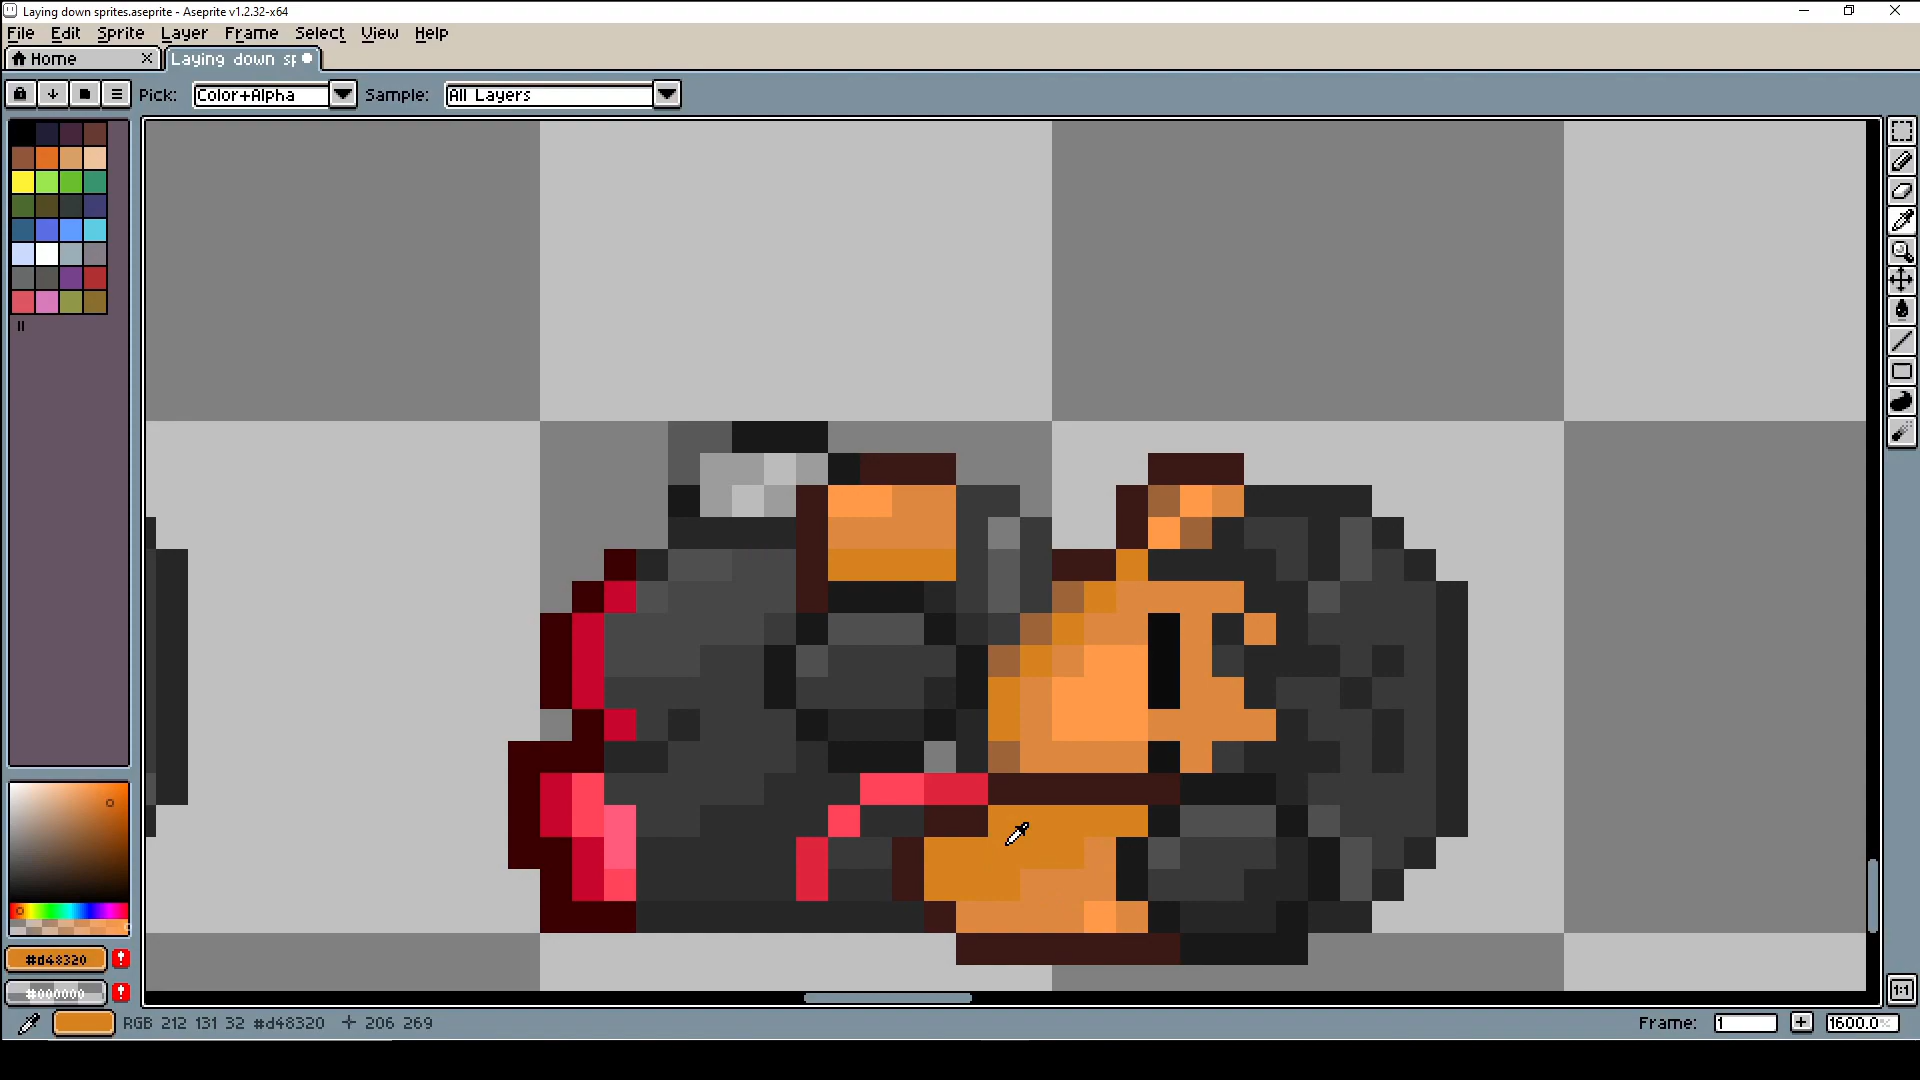 Laying down sprites.aseprite - Aseprite v1.2.32-x64
File Edit Sprite Layer Frame Select View Help
Home Laying down sp
Pick: Color+Alpha Sample: All Layers
#d48320
#000000
1:1
RGB 212 131 32 #d48320 206 269 Frame: 1 1600.0